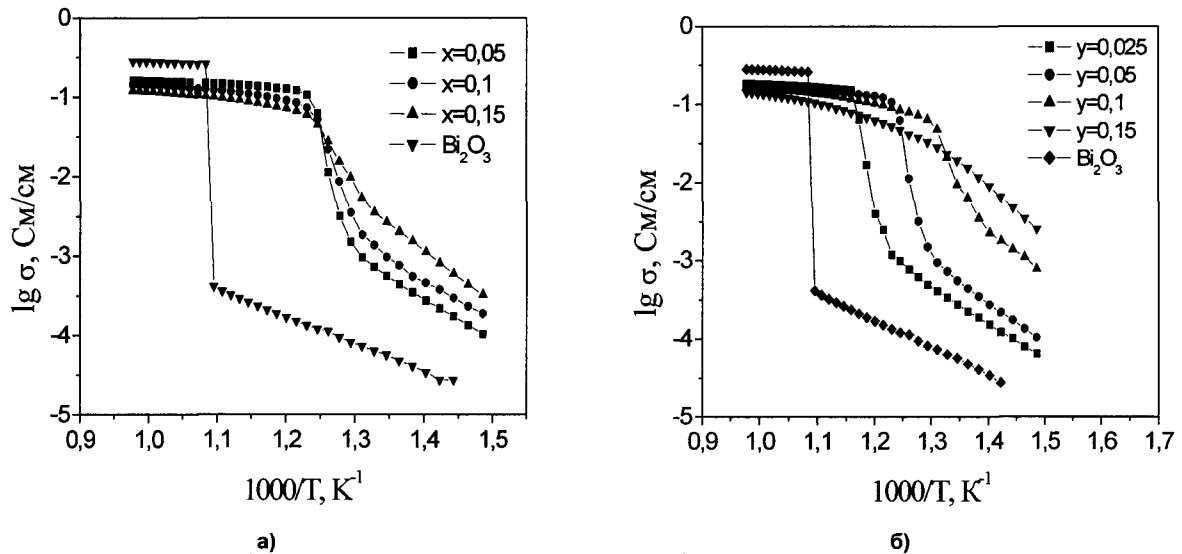 0
-1
-2
-3
-4
-5
lg σ, См/см
x=0,05
x=0,1
x=0,15
Bi₂O₃
0,9 1,0 1,1 1,2 1,3 1,4 1,5
1000/T, K⁻¹
а)
0
-1
-2
-3
-4
-5
lg σ, См/см
y=0,025
y=0,05
y=0,1
y=0,15
Bi₂O₃
0,9 1,0 1,1 1,2 1,3 1,4 1,5 1,6 1,7
1000/T, K⁻¹
б)